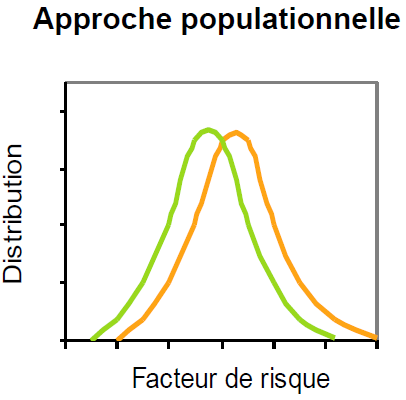 Approche populationnelle
Distribution
Facteur de risque